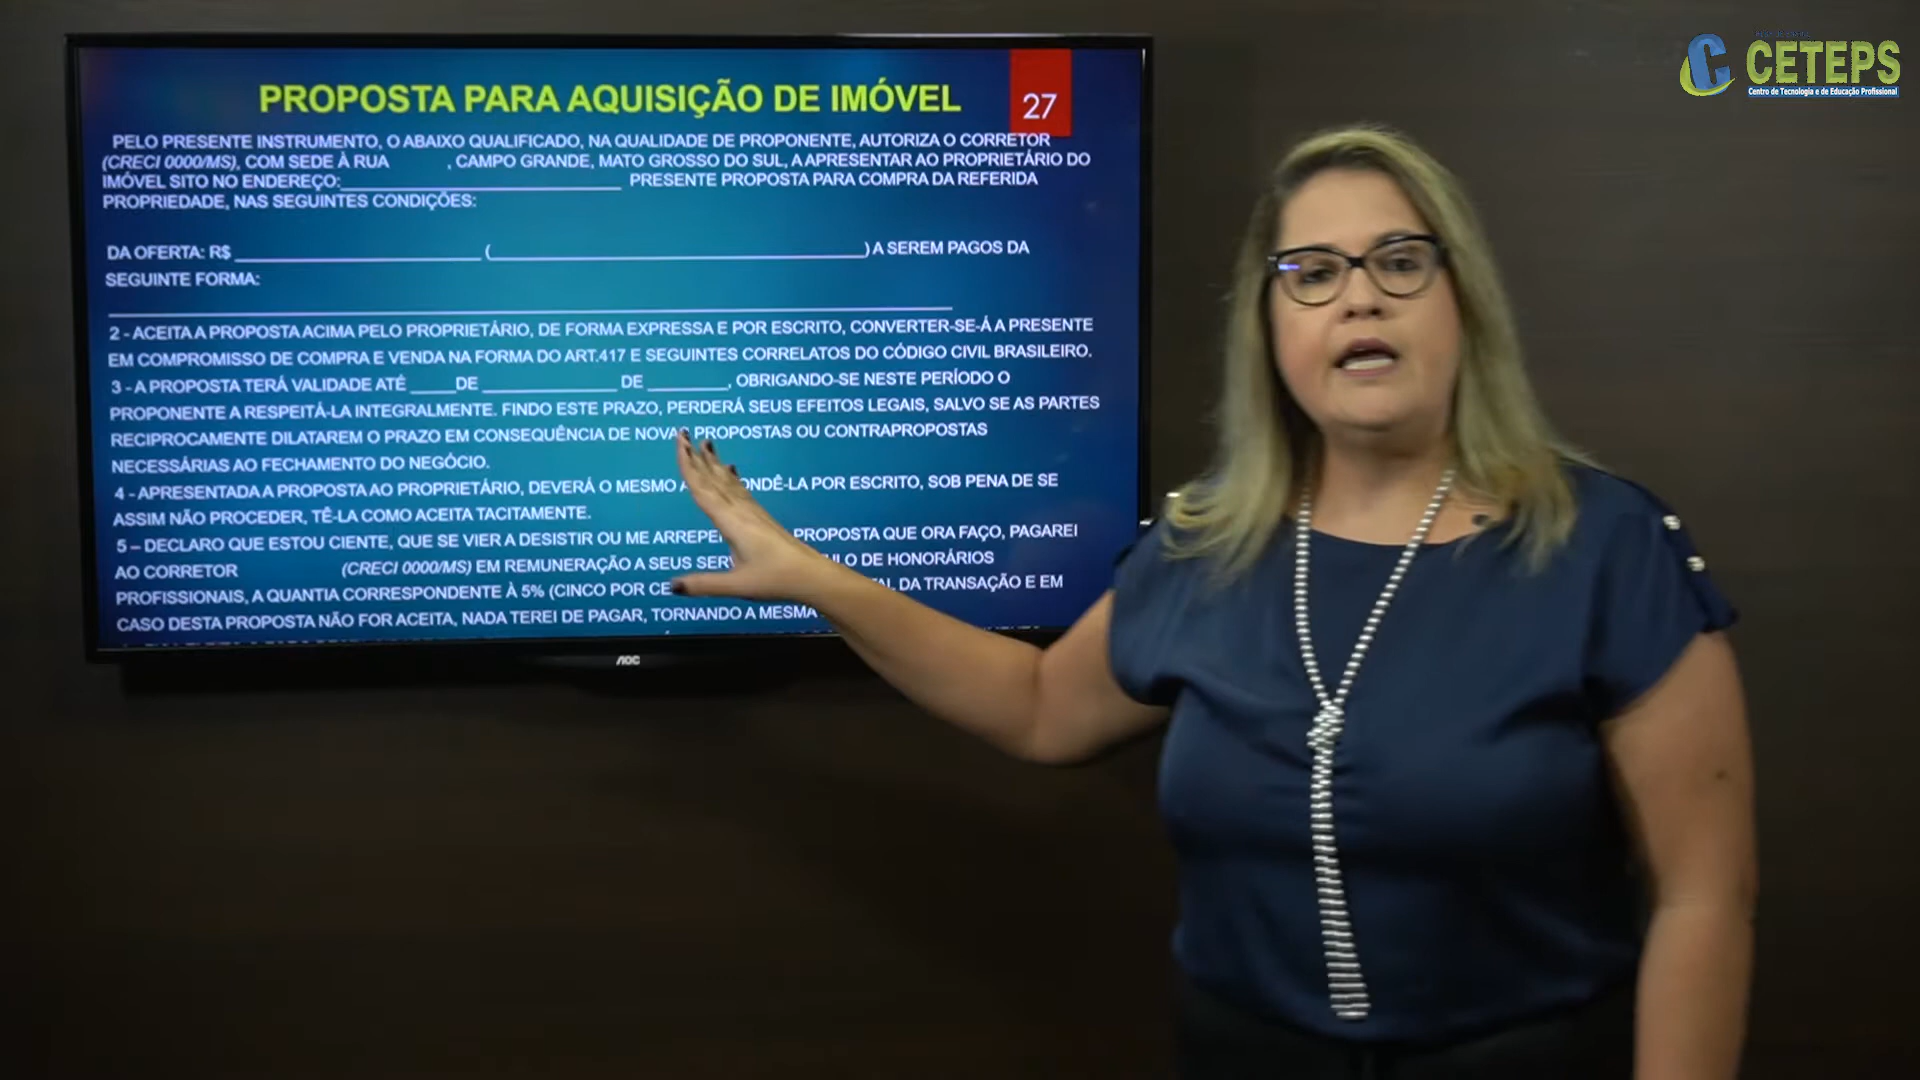 PROPOSTA PARA AQUISIÇÃO DE IMÓVEL
27
PELO PRESENTE INSTRUMENTO, O ABAIXO QUALIFICADO, NA QUALIDADE DE PROPONENTE, AUTORIZA O CORRETOR
(CRECI 0000/MS), COM SEDE À RUA , CAMPO GRANDE, MATO GROSSO DO SUL, A APRESENTAR AO PROPRIETÁRIO DO
IMÓVEL SITO NO ENDEREÇO:____________________ PRESENTE PROPOSTA PARA COMPRA DA REFERIDA
PROPRIEDADE, NAS SEGUINTES CONDIÇÕES:
DA OFERTA: R$ ____________________ (______________________________) A SEREM PAGOS DA
SEGUINTE FORMA:
2 - ACEITA A PROPOSTA ACIMA PELO PROPRIETÁRIO, DE FORMA EXPRESSA E POR ESCRITO, CONVERTER-SE-Á A PRESENTE
EM COMPROMISSO DE COMPRA E VENDA NA FORMA DO ART.417 E SEGUINTES CORRELATOS DO CÓDIGO CIVIL BRASILEIRO.
3 - A PROPOSTA TERÁ VALIDADE ATÉ ____DE ___________ DE _______, OBRIGANDO-SE NESTE PERÍODO O
PROPONENTE A RESPEITÁ-LA INTEGRALMENTE. FINDO ESTE PRAZO, PERDERÁ SEUS EFEITOS LEGAIS, SALVO SE AS PARTES
RECIPROCAMENTE DILATAREM O PRAZO EM CONSEQUÊNCIA DE NOVAS PROPOSTAS OU CONTRAPROPOSTAS
NECESSÁRIAS AO FECHAMENTO DO NEGÓCIO.
4 - APRESENTADA A PROPOSTA AO PROPRIETÁRIO, DEVERÁ O MESMO ONDÊ-LA POR ESCRITO, SOB PENA DE SE
ASSIM NÃO PROCEDER, TÊ-LA COMO ACEITA TACITAMENTE.
5 – DECLARO QUE ESTOU CIENTE, QUE SE VIER A DESISTIR OU ME ARREPE PROPOSTA QUE ORA FAÇO, PAGAREI
AO CORRETOR (CRECI 0000/MS) EM REMUNERAÇÃO A SEUS SER ULO DE HONORÁRIOS
PROFISSIONAIS, A QUANTIA CORRESPONDENTE À 5% (CINCO POR CE DA TRANSAÇÃO E EM
CASO DESTA PROPOSTA NÃO FOR ACEITA, NADA TEREI DE PAGAR, TORNANDO A MESMA
AOC
C CETEPS
Centro de Tecnologia e de Educação Profissional